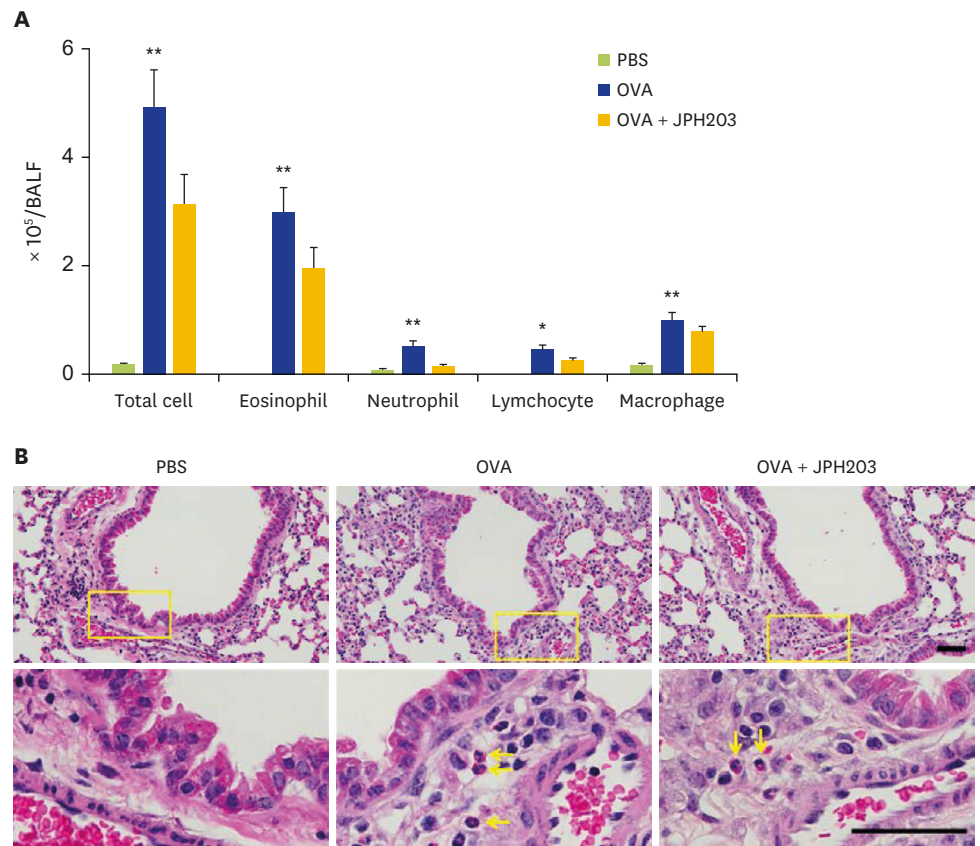 A
6
4
2
0
× 10⁵/BALF
**
**
**
*
**
PBS
OVA
OVA + JPH203
Total cell
Eosinophil
Neutrophil
Lymchocyte
Macrophage
B
PBS
OVA
OVA + JPH203